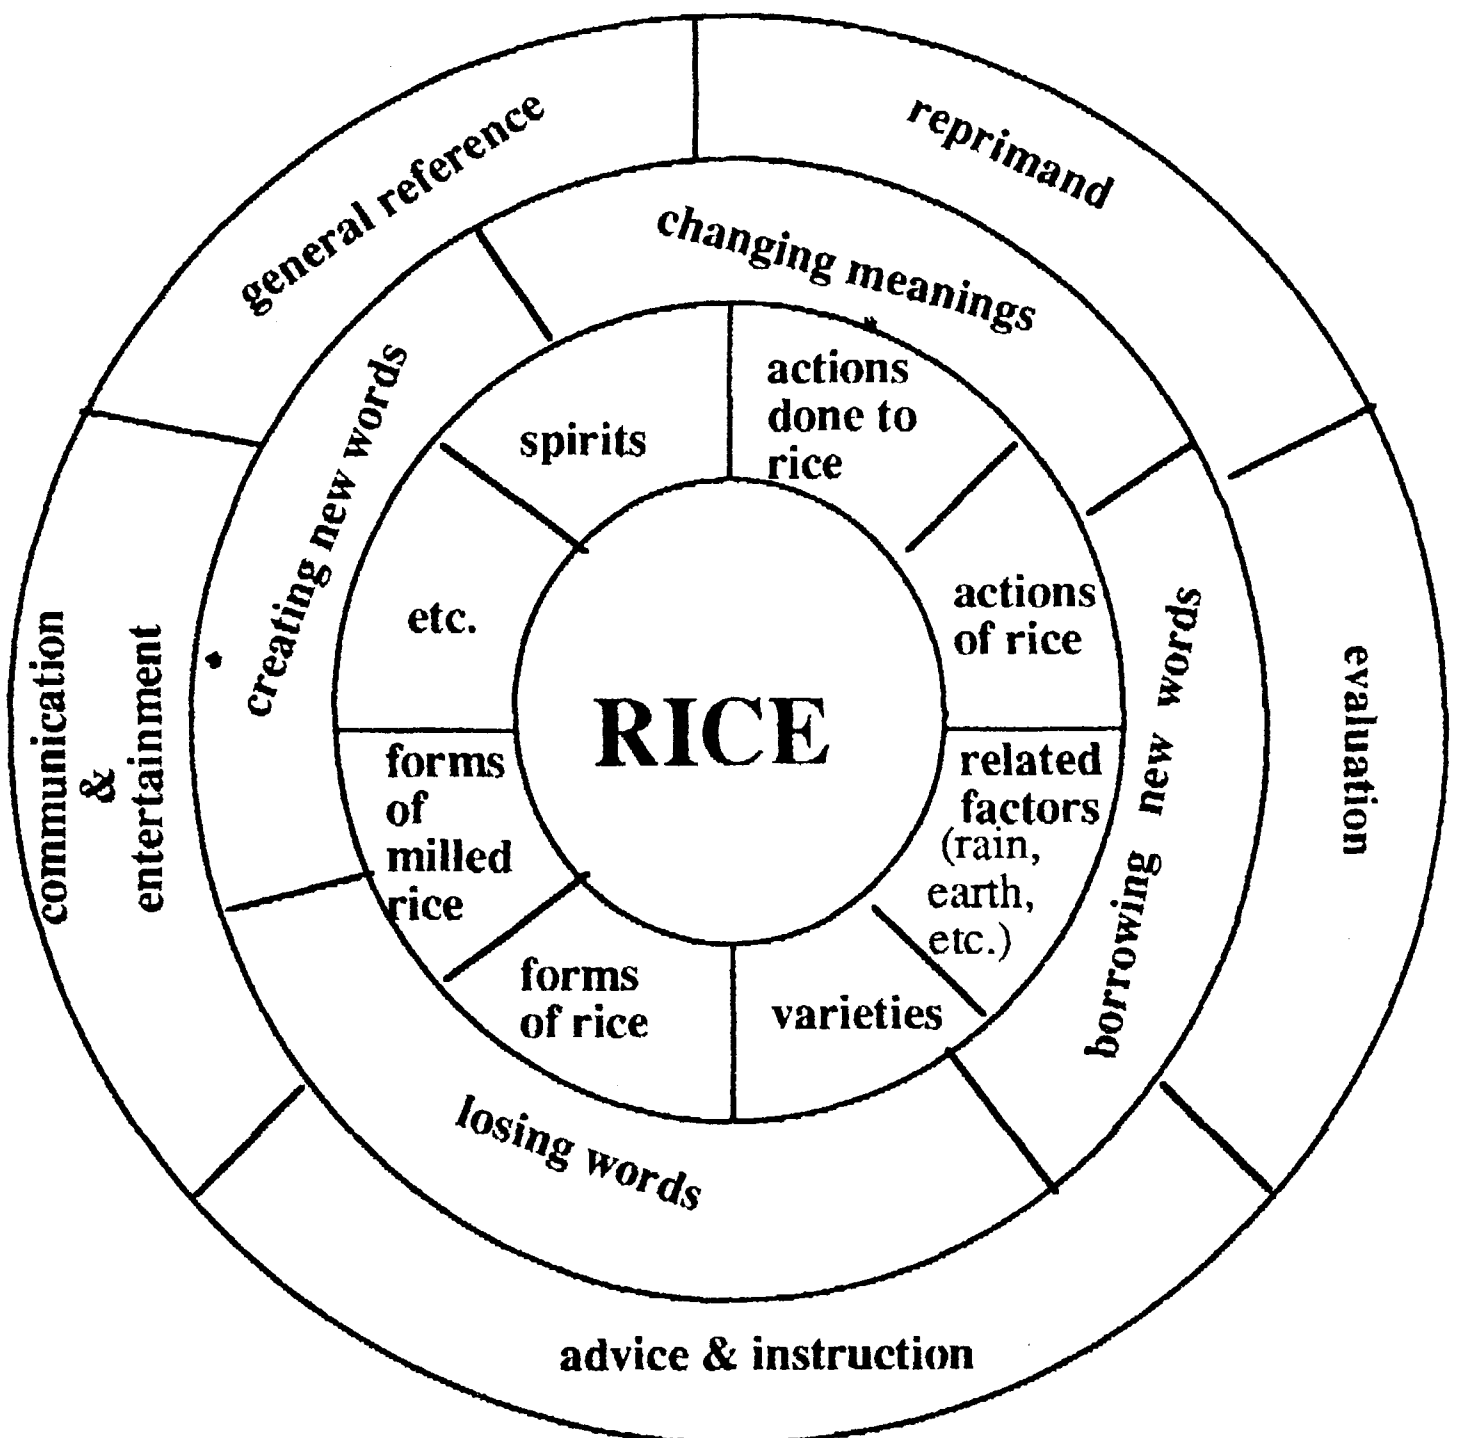 general reference
reprimand
changing meanings
creating new words
actions
done to
rice
spirits
etc.
actions
of rice
communication
&
entertainment
RICE
evaluation
borrowing new words
forms
of
milled
rice
related
factors
(rain,
earth,
etc.)
forms
of rice
varieties
losing words
advice & instruction